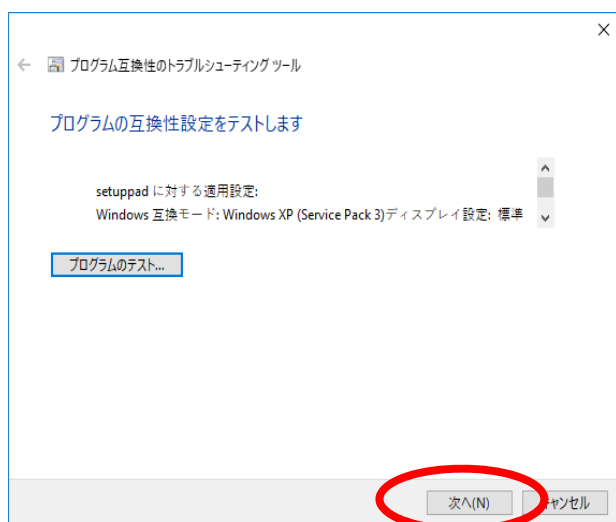 プログラム互換性のトラブルシューティング ツール
プログラムの互換性設定をテストします
setuppad に対する適用設定:
Windows 互換モード: Windows XP (Service Pack 3)ディスプレイ設定: 標準
プログラムのテスト...
次へ(N)
キャンセル